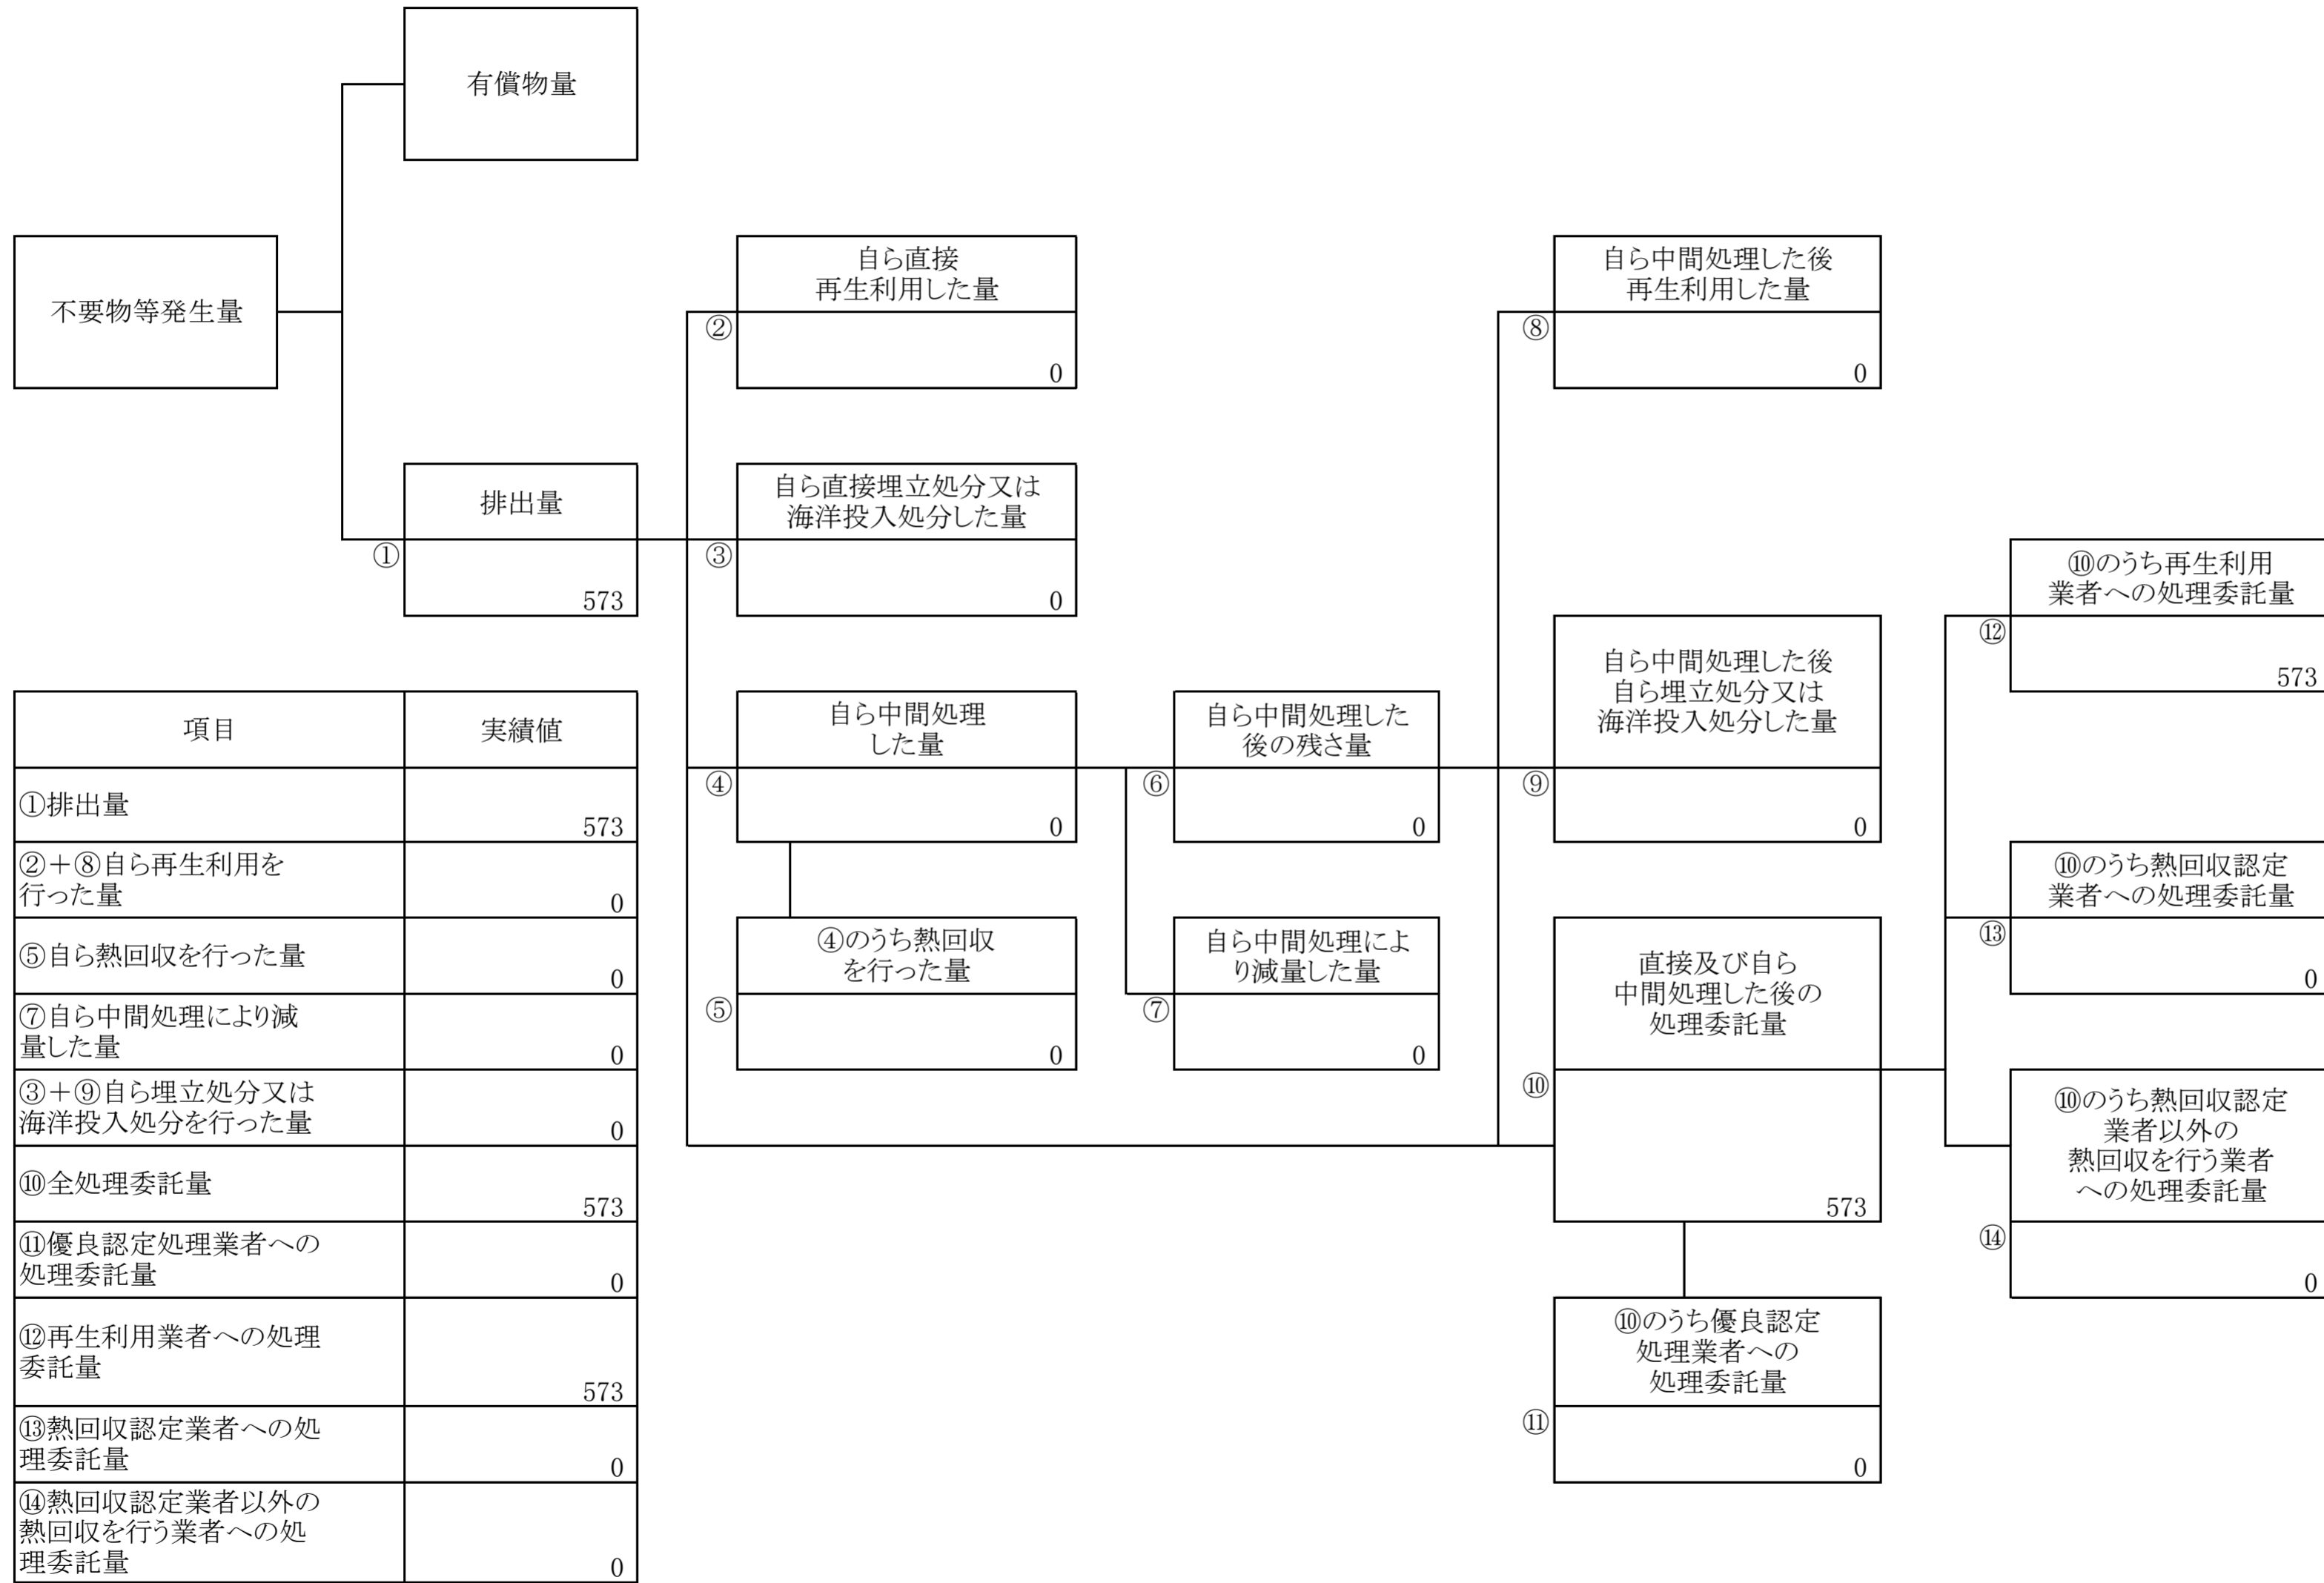 有償物量
不要物等発生量
自ら直接
再生利用した量
②
0
自ら中間処理した後
再生利用した量
⑧
0
排出量
①
573
自ら直接埋立処分又は
海洋投入処分した量
③
0
⑩のうち再生利用
業者への処理委託量
⑫
573
自ら中間処理
した量
④
0
自ら中間処理した
後の残さ量
⑥
0
自ら中間処理した後
自ら埋立処分又は
海洋投入処分した量
⑨
0
④のうち熱回収
を行った量
⑤
0
自ら中間処理によ
り減量した量
⑦
0
直接及び自ら
中間処理した後の
処理委託量
⑩
573
⑩のうち熱回収認定
業者への処理委託量
⑬
0
⑩のうち熱回収認定
業者以外の
熱回収を行う業者
への処理委託量
⑭
0
⑩のうち優良認定
処理業者への
処理委託量
⑪
0
項目 実績値
①排出量
573
②+⑧自ら再生利用を
行った量
0
⑤自ら熱回収を行った量
0
⑦自ら中間処理により減
量した量
0
③+⑨自ら埋立処分又は
海洋投入処分を行った量
0
⑩全処理委託量
573
⑪優良認定処理業者への
処理委託量
0
⑫再生利用業者への処理
委託量
573
⑬熱回収認定業者への処
理委託量
0
⑭熱回収認定業者以外の
熱回収を行う業者への処
理委託量
0